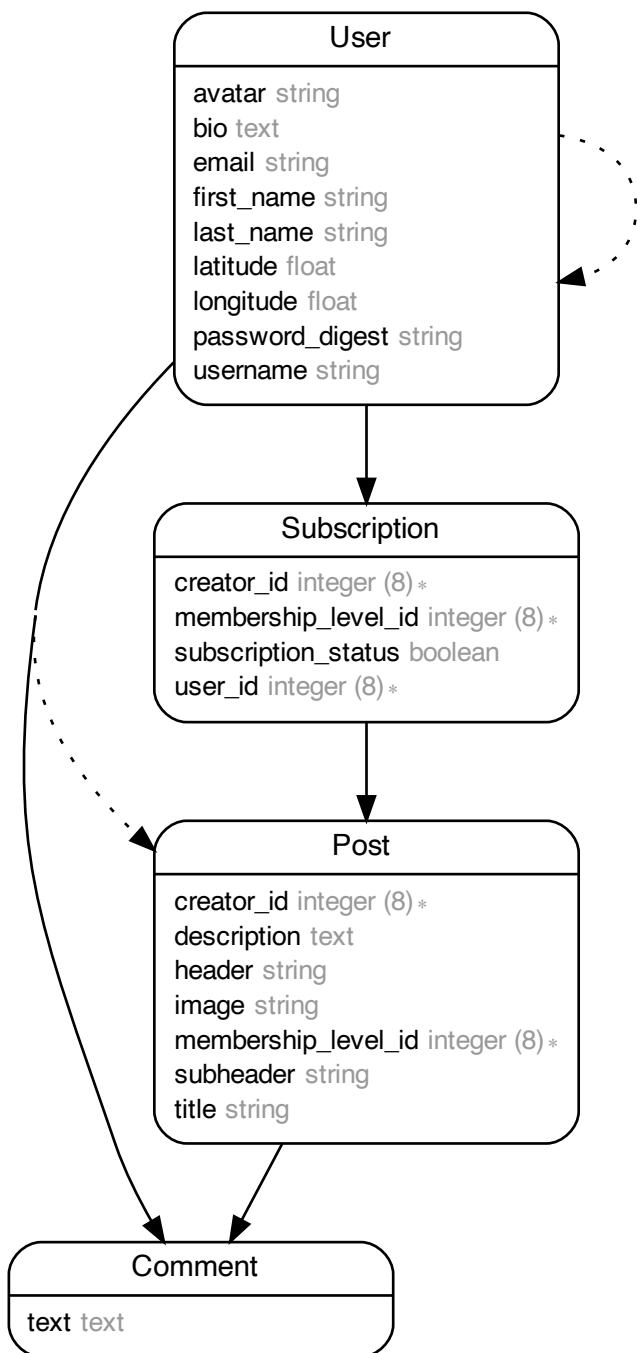 User
avatar string
bio text
email string
first_name string
last_name string
latitude float
longitude float
password_digest string
username string
Subscription
creator_id integer (8) *
membership_level_id integer (8) *
subscription_status boolean
user_id integer (8) *
Post
creator_id integer (8) *
description text
header string
image string
membership_level_id integer (8) *
subheader string
title string
Comment
text text